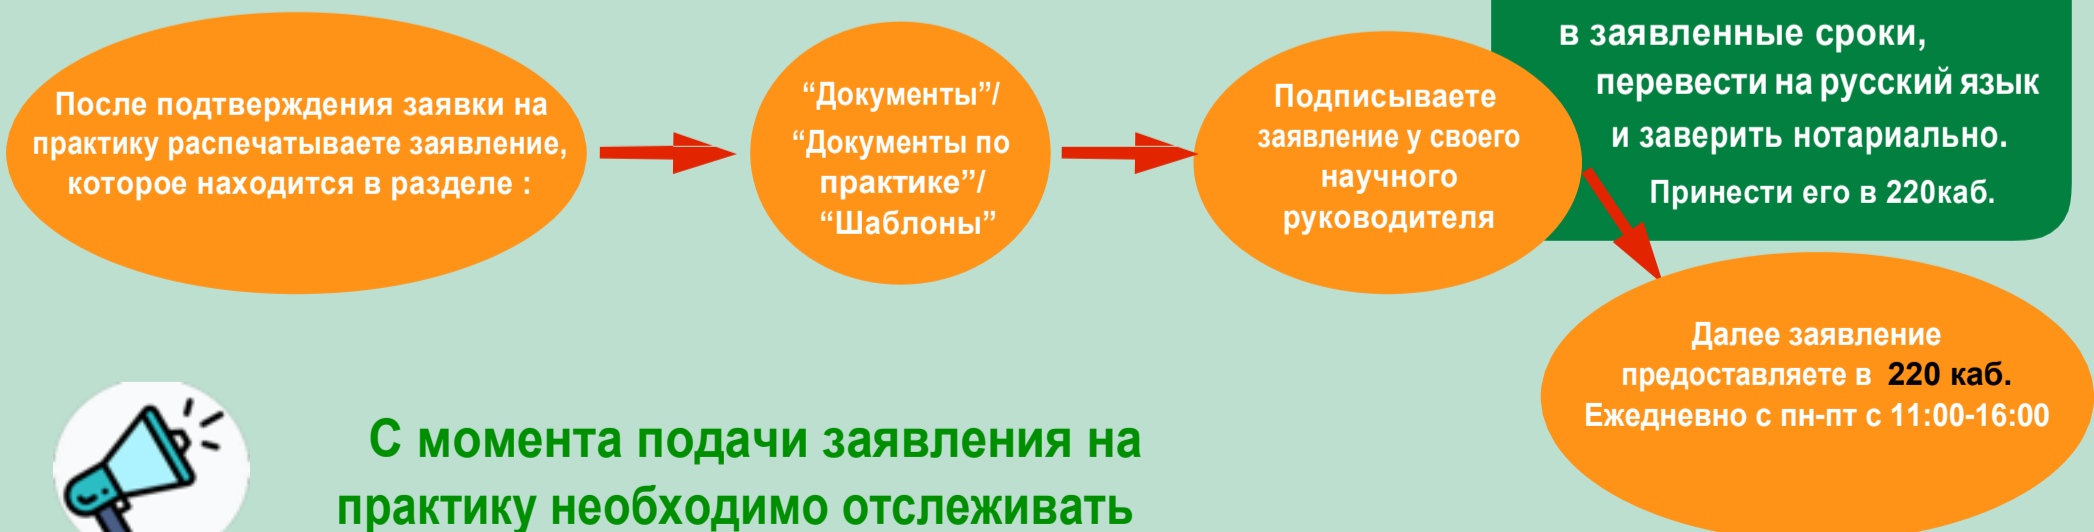 После подтверждения заявки на
практику распечатываете заявление,
которое находится в разделе :
“Документы”/
“Документы по
практике”/
“Шаблоны”
Подписываете
заявление у своего
научного
руководителя
в заявленные сроки,
перевести на русский язык
и заверить нотариально.
Принести его в 220каб.
Далее заявление
предоставляете в 220 каб.
Ежедневно с пн-пт с 11:00-16:00
С момента подачи заявления на
практику необходимо отслеживать